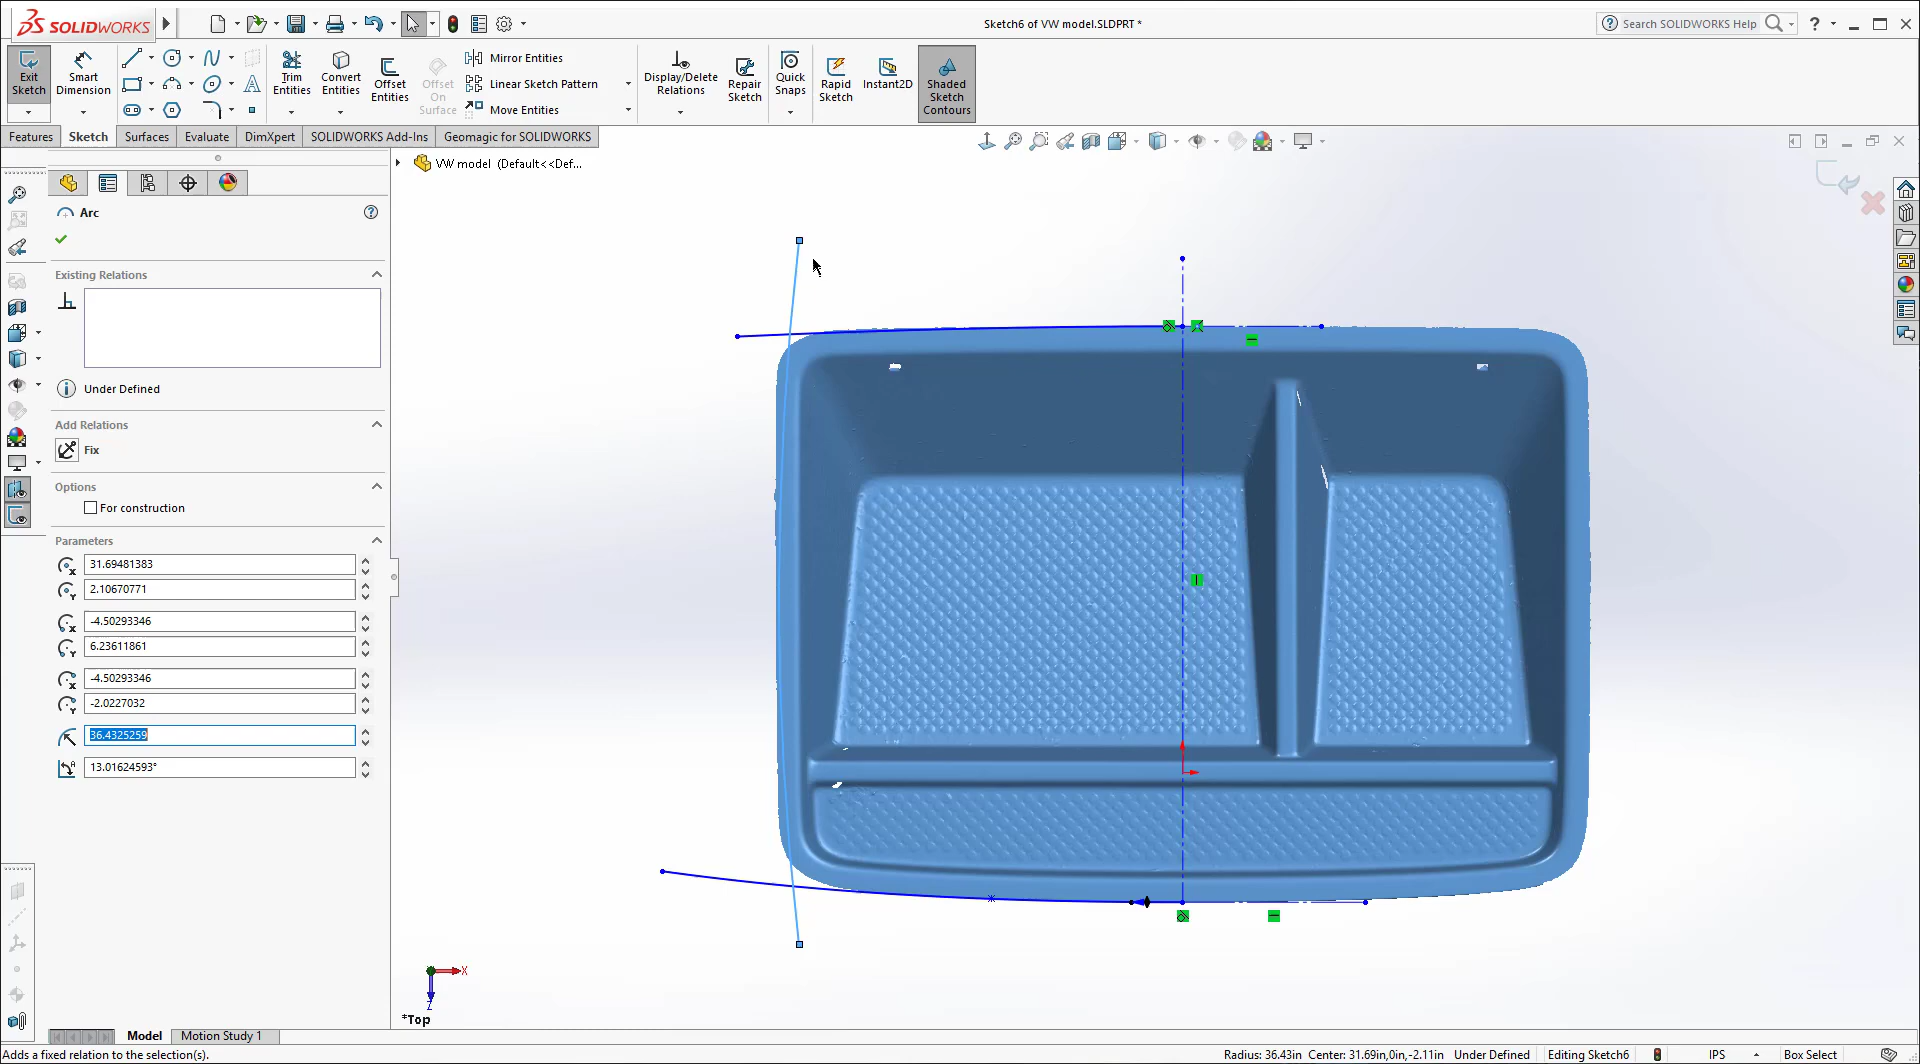 SOLIDWORKS
Sketch6 of VW model.SLDPRT *
Search SOLIDWORKS Help
Exit Sketch
Smart Dimension
Trim Entities
Convert Entities
Offset Entities
Offset On Surface
Mirror Entities
Linear Sketch Pattern
Move Entities
Display/Delete Relations
Repair Sketch
Quick Snaps
Rapid Sketch
Instant2D
Shaded Sketch Contours
Features
Sketch
Surfaces
Evaluate
DimXpert
SOLIDWORKS Add-Ins
Geomagic for SOLIDWORKS
VW model (Default<<Def...
Arc
Existing Relations
Under Defined
Add Relations
Fix
Options
For construction
Parameters
31.69481383
2.10670771
-4.50293346
6.23611861
-4.50293346
-2.0227032
36.4325259
13.01624593°
X
Z
*Top
Model
Motion Study 1
Adds a fixed relation to the selection(s).
Radius: 36.43in Center: 31.69in,0in,-2.11in
Under Defined
Editing Sketch6
IPS
Box Select